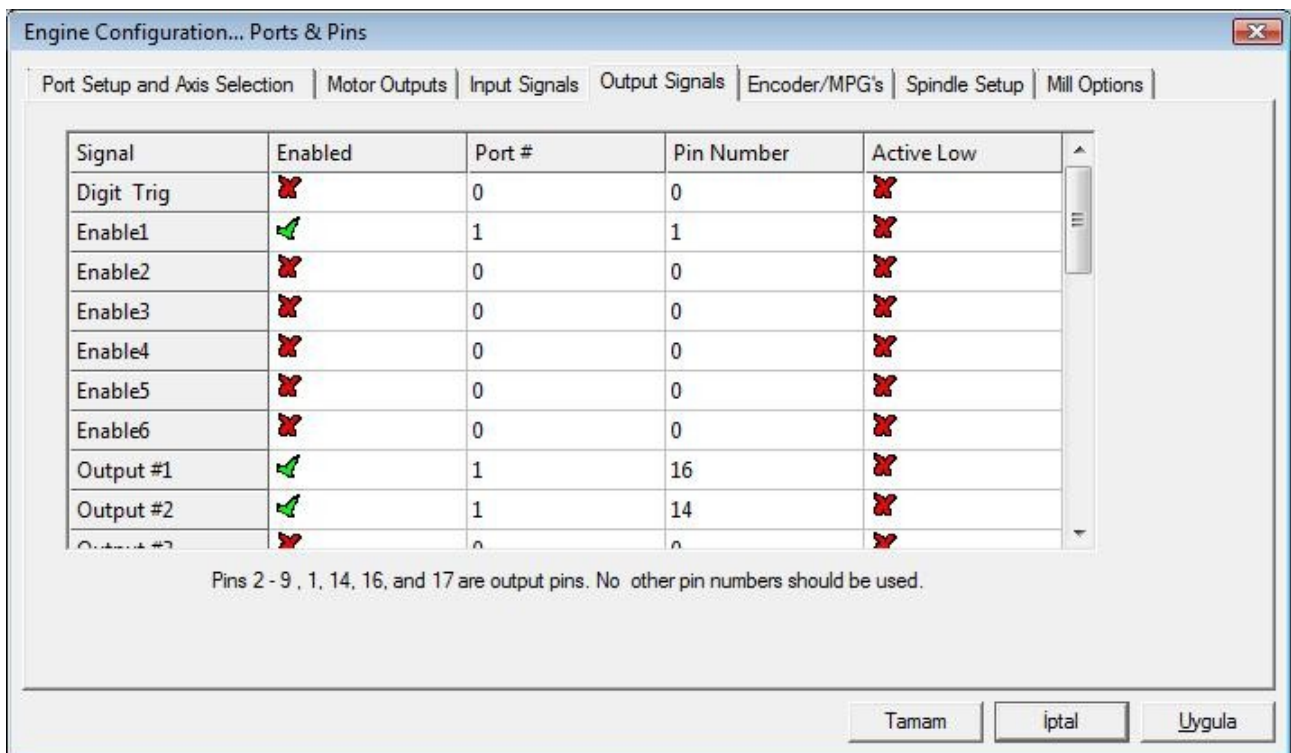 Engine Configuration... Ports & Pins
Port Setup and Axis Selection Motor Outputs Input Signals Output Signals Encoder/MPG's Spindle Setup Mill Options
Signal Enabled Port # Pin Number Active Low
Digit Trig 0 0
Enable1 1 1
Enable2 0 0
Enable3 0 0
Enable4 0 0
Enable5 0 0
Enable6 0 0
Output #1 1 16
Output #2 1 14
Pins 2 - 9 , 1, 14, 16, and 17 are output pins. No other pin numbers should be used.
Tamam İptal Uygula